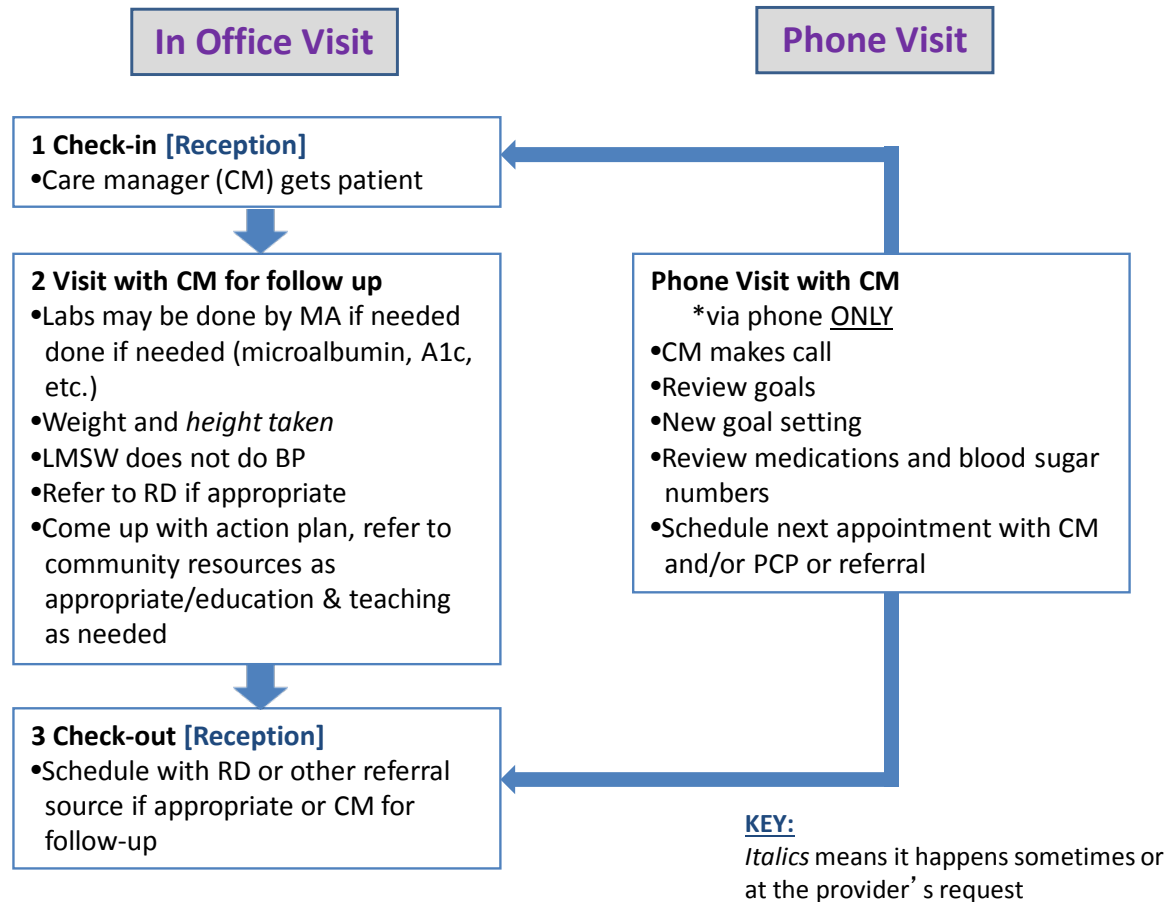 In Office Visit
Phone Visit
1 Check-in [Reception]
•Care manager (CM) gets patient
2 Visit with CM for follow up
•Labs may be done by MA if needed
done if needed (microalbumin, A1c,
etc.)
•Weight and height taken
•LMSW does not do BP
•Refer to RD if appropriate
•Come up with action plan, refer to
community resources as
appropriate/education & teaching
as needed
3 Check-out [Reception]
•Schedule with RD or other referral
source if appropriate or CM for
follow-up
Phone Visit with CM
*via phone ONLY
•CM makes call
•Review goals
•New goal setting
•Review medications and blood sugar
numbers
•Schedule next appointment with CM
and/or PCP or referral
KEY:
Italics means it happens sometimes or
at the provider’s request